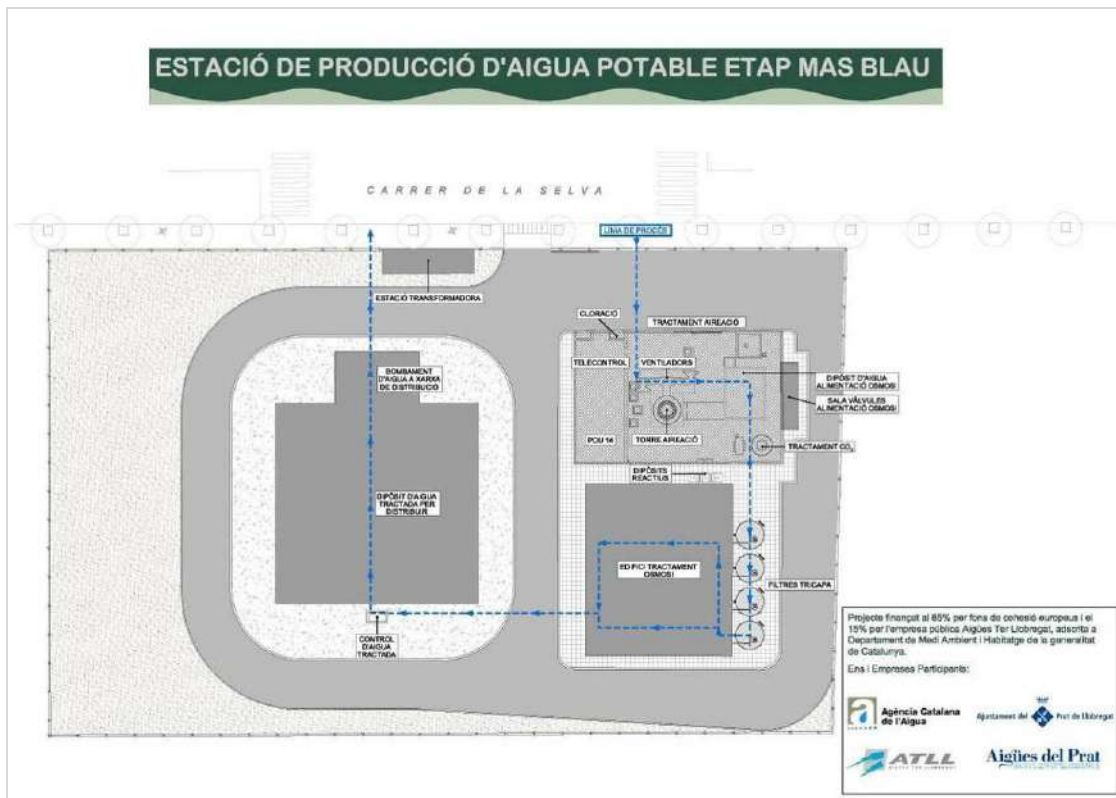 ESTACIÓ DE PRODUCCIÓ D'AIGUA POTABLE ETAP MAS BLAU
CARRER DE LA SELVA
LINIA DE PROCÉS
ESTACIÓ TRANSFORMADORA
CLORACIÓ
TRACTAMENT AIREACIÓ
TELECONTROL
VENTILADORS
BOMBAMENT
D'AIGUA A XARXA
DE DISTRIBUCIÓ
DIPÒSIT D'AIGUA
ALIMENTACIÓ OSMOSI
SALA VÀLVULES
ALIMENTACIÓ OSMOSI
POU 14
TORRE AIREACIÓ
TRACTAMENT CO₂
DIPÒSITS
REACTIUS
DIPÒSIT D'AIGUA
TRACTADA PER
DISTRIBUIR
EDIFICI TRACTAMENT
OSMOSI
FILTRES TRICAPA
CONTROL
D'AIGUA
TRACTADA
Projecte finançat al 85% per fons de cohesió europeus i el
15% per l'empresa pública Aigües Ter Llobregat, adscrita a
Departament de Medi Ambient i Habitatge de la generalitat
de Catalunya.
Ens i Empreses Participants:
Agència Catalana
de l'Aigua
Ajuntament del Prat de Llobregat
ATLL
Aigües del Prat